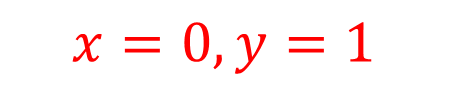 x = 0, y = 1